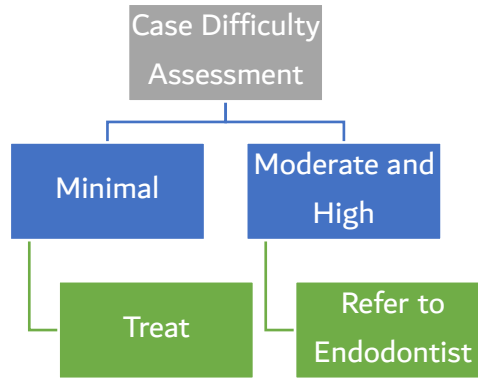 Case Difficulty
Assessment
Minimal
Moderate and
High
Treat
Refer to
Endodontist